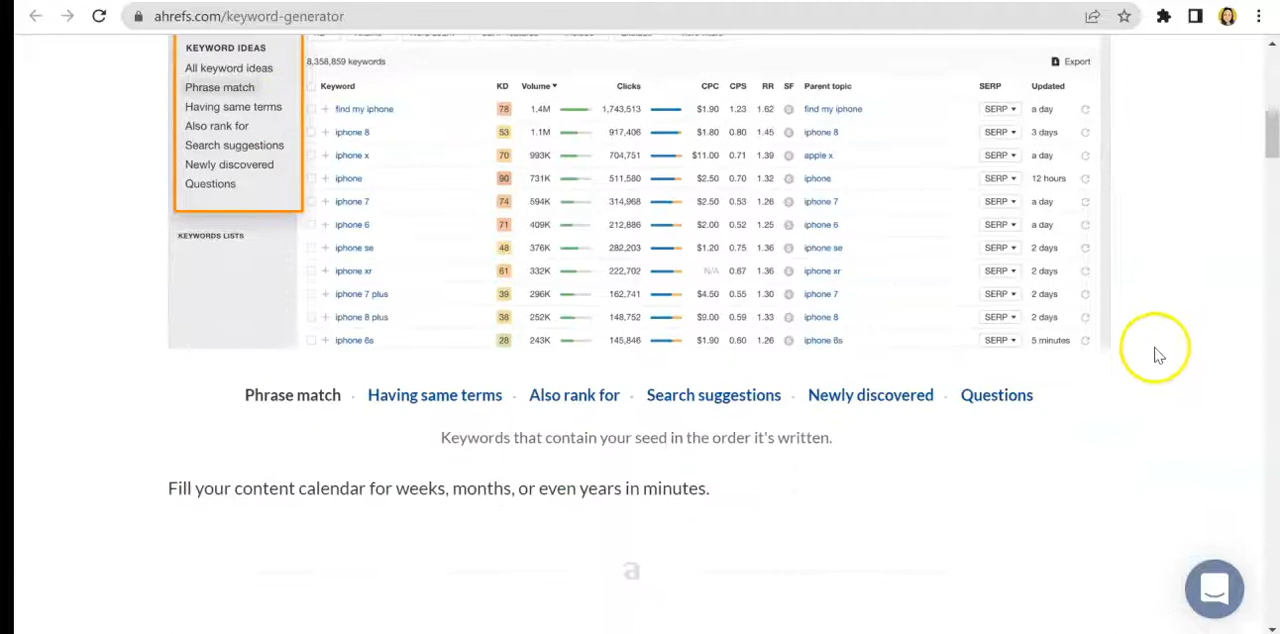 ahrefs.com/keyword-generator
KEYWORD IDEAS
All keyword ideas
Phrase match
Having same terms
Also rank for
Search suggestions
Newly discovered
Questions
KEYWORDS LISTS
8,358,859 keywords
Export
Keyword KD Volume Clicks CPC CPS RR SF Parent topic SERP Updated
find my iphone 78 1.4M 1,743,513 $1.90 1.23 1.62 find my iphone SERP a day
iphone 8 53 1.1M 917,406 $1.80 0.80 1.45 iphone 8 SERP 3 days
iphone x 70 993K 704,751 $11.00 0.71 1.39 apple x SERP a day
iphone 90 731K 511,580 $2.50 0.70 1.32 iphone SERP 12 hours
iphone 7 74 594K 314,968 $2.50 0.53 1.26 iphone 7 SERP a day
iphone 6 71 409K 212,886 $2.00 0.52 1.25 iphone 6 SERP a day
iphone se 48 376K 282,203 $1.20 0.75 1.36 iphone se SERP 2 days
iphone xr 61 332K 222,702 N/A 0.67 1.36 iphone xr SERP 2 days
iphone 7 plus 39 296K 162,741 $4.50 0.55 1.30 iphone 7 SERP 2 days
iphone 8 plus 38 252K 148,752 $9.00 0.59 1.33 iphone 8 SERP 2 days
iphone 6s 28 243K 145,846 $1.90 0.60 1.26 iphone 6s SERP 5 minutes
Phrase match · Having same terms · Also rank for · Search suggestions · Newly discovered · Questions
Keywords that contain your seed in the order it's written.
Fill your content calendar for weeks, months, or even years in minutes.
a